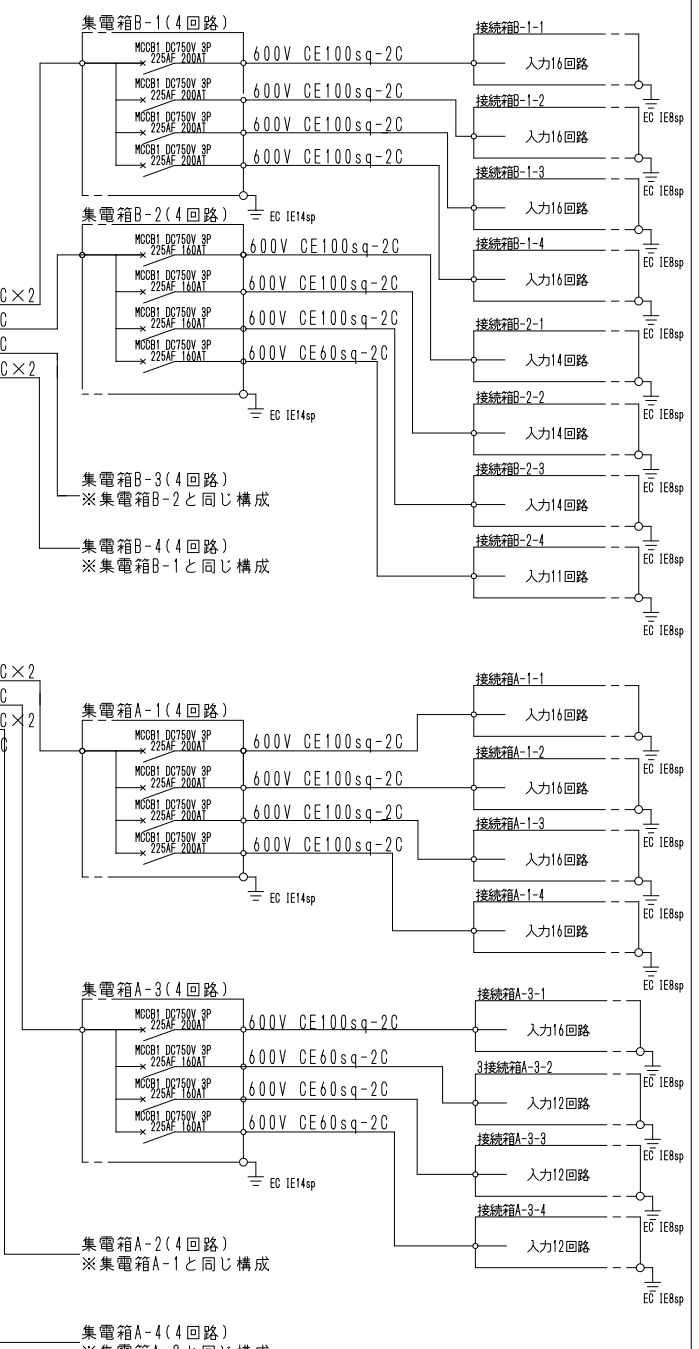 集電箱B-1(4回路)
MCCB1 DC750V 3P
225AF 200AT
600V CE100sq-2C
MCCB1 DC750V 3P
225AF 200AT
600V CE100sq-2C
MCCB1 DC750V 3P
225AF 200AT
600V CE100sq-2C
MCCB1 DC750V 3P
225AF 200AT
600V CE100sq-2C
EC IE14sp
接続箱B-1-1
入力16回路
EC IE8sp
接続箱B-1-2
入力16回路
EC IE8sp
接続箱B-1-3
入力16回路
EC IE8sp
接続箱B-1-4
入力16回路
EC IE8sp
集電箱B-2(4回路)
MCCB1 DC750V 3P
225AF 160AT
600V CE100sq-2C
MCCB1 DC750V 3P
225AF 160AT
600V CE100sq-2C
MCCB1 DC750V 3P
225AF 160AT
600V CE100sq-2C
MCCB1 DC750V 3P
225AF 160AT
600V CE60sq-2C
EC IE14sp
接続箱B-2-1
入力14回路
EC IE8sp
接続箱B-2-2
入力14回路
EC IE8sp
接続箱B-2-3
入力14回路
EC IE8sp
接続箱B-2-4
入力11回路
EC IE8sp
C×2
C
C
C×2
集電箱B-3(4回路)
※集電箱B-2と同じ構成
集電箱B-4(4回路)
※集電箱B-1と同じ構成
C×2
C
C×2
C
集電箱A-1(4回路)
MCCB1 DC750V 3P
225AF 200AT
600V CE100sq-2C
MCCB1 DC750V 3P
225AF 200AT
600V CE100sq-2C
MCCB1 DC750V 3P
225AF 200AT
600V CE100sq-2C
MCCB1 DC750V 3P
225AF 200AT
600V CE100sq-2C
EC IE14sp
接続箱A-1-1
入力16回路
EC IE8sp
接続箱A-1-2
入力16回路
EC IE8sp
接続箱A-1-3
入力16回路
EC IE8sp
接続箱A-1-4
入力16回路
EC IE8sp
集電箱A-3(4回路)
MCCB1 DC750V 3P
225AF 200AT
600V CE100sq-2C
MCCB1 DC750V 3P
225AF 160AT
600V CE60sq-2C
MCCB1 DC750V 3P
225AF 160AT
600V CE60sq-2C
MCCB1 DC750V 3P
225AF 160AT
600V CE60sq-2C
EC IE14sp
接続箱A-3-1
入力16回路
EC IE8sp
3接続箱A-3-2
入力12回路
EC IE8sp
接続箱A-3-3
入力12回路
EC IE8sp
接続箱A-3-4
入力12回路
EC IE8sp
集電箱A-2(4回路)
※集電箱A-1と同じ構成
集電箱A-4(4回路)